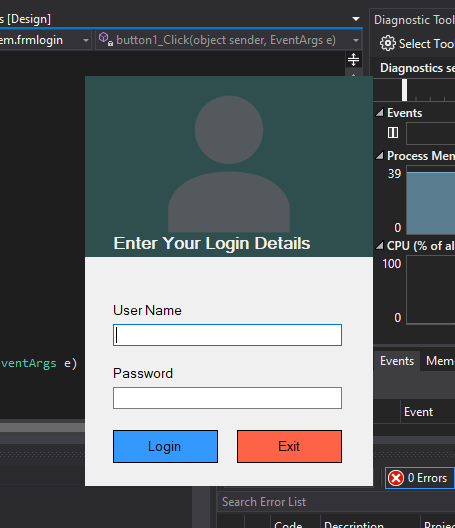 s [Design]
Diagnostic Tool
em.frmlogin
button1_Click(object sender, EventArgs e)
Select Tool
Diagnostics se
Events
Process Mem
39
0
CPU (% of al
100
0
Enter Your Login Details
User Name
Password
ventArgs e)
Login
Exit
Events
Mem
Event
0 Errors
Search Error List
Code
Description
Project